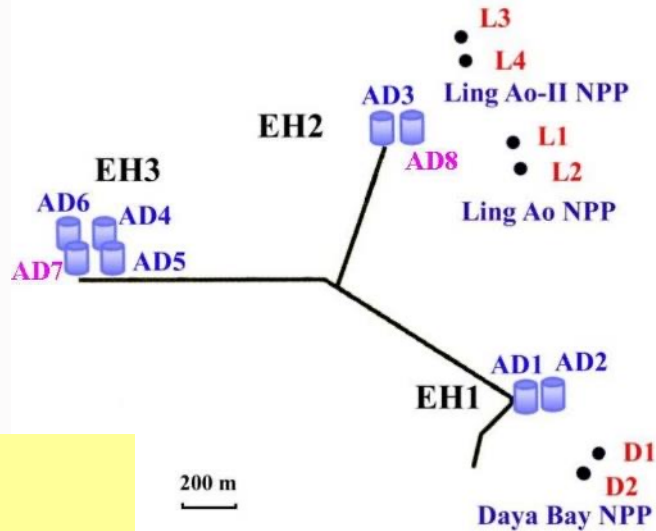 L3
L4
Ling Ao-II NPP
AD3
EH2
AD8
L1
L2
Ling Ao NPP
EH3
AD6
AD4
AD7
AD5
AD1 AD2
EH1
D1
D2
Daya Bay NPP
200 m